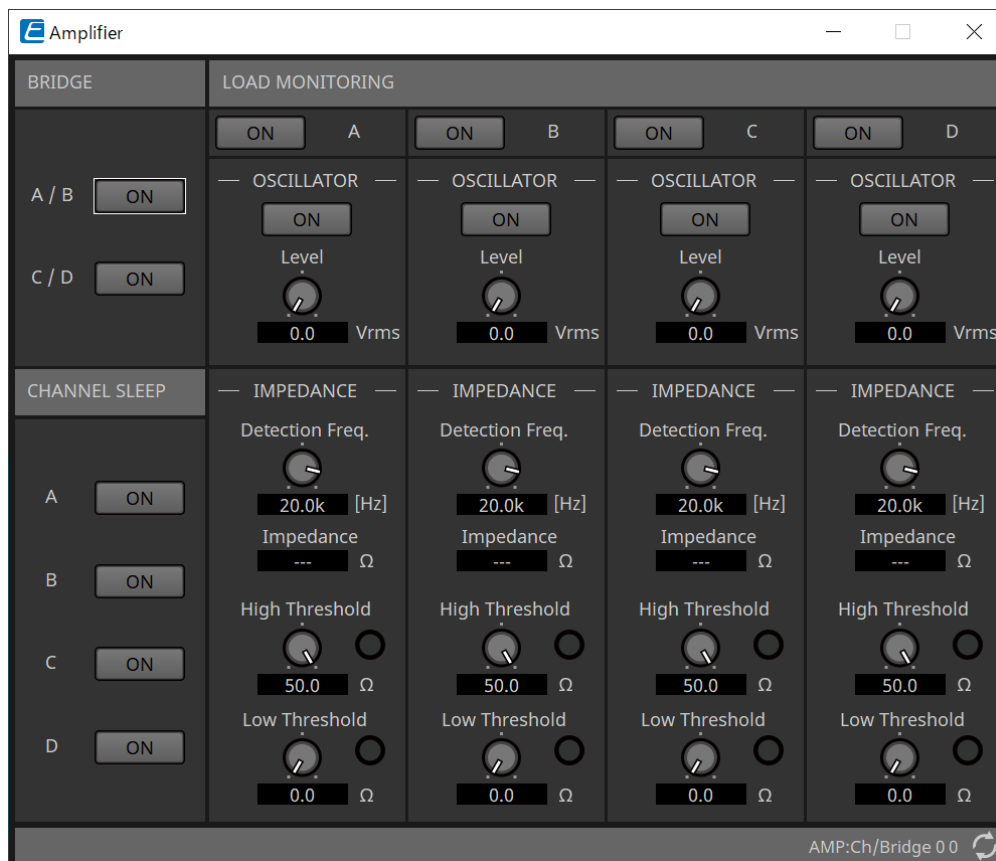 E Amplifier
BRIDGE
A / B ON
C / D ON
CHANNEL SLEEP
A ON
B ON
C ON
D ON
LOAD MONITORING
ON A
OSCILLATOR
ON
Level
0.0 Vrms
IMPEDANCE
Detection Freq.
20.0k [Hz]
Impedance
--- Ω
High Threshold
50.0 Ω
Low Threshold
0.0 Ω
ON B
OSCILLATOR
ON
Level
0.0 Vrms
IMPEDANCE
Detection Freq.
20.0k [Hz]
Impedance
--- Ω
High Threshold
50.0 Ω
Low Threshold
0.0 Ω
ON C
OSCILLATOR
ON
Level
0.0 Vrms
IMPEDANCE
Detection Freq.
20.0k [Hz]
Impedance
--- Ω
High Threshold
50.0 Ω
Low Threshold
0.0 Ω
ON D
OSCILLATOR
ON
Level
0.0 Vrms
IMPEDANCE
Detection Freq.
20.0k [Hz]
Impedance
--- Ω
High Threshold
50.0 Ω
Low Threshold
0.0 Ω
AMP:Ch/Bridge 0 0